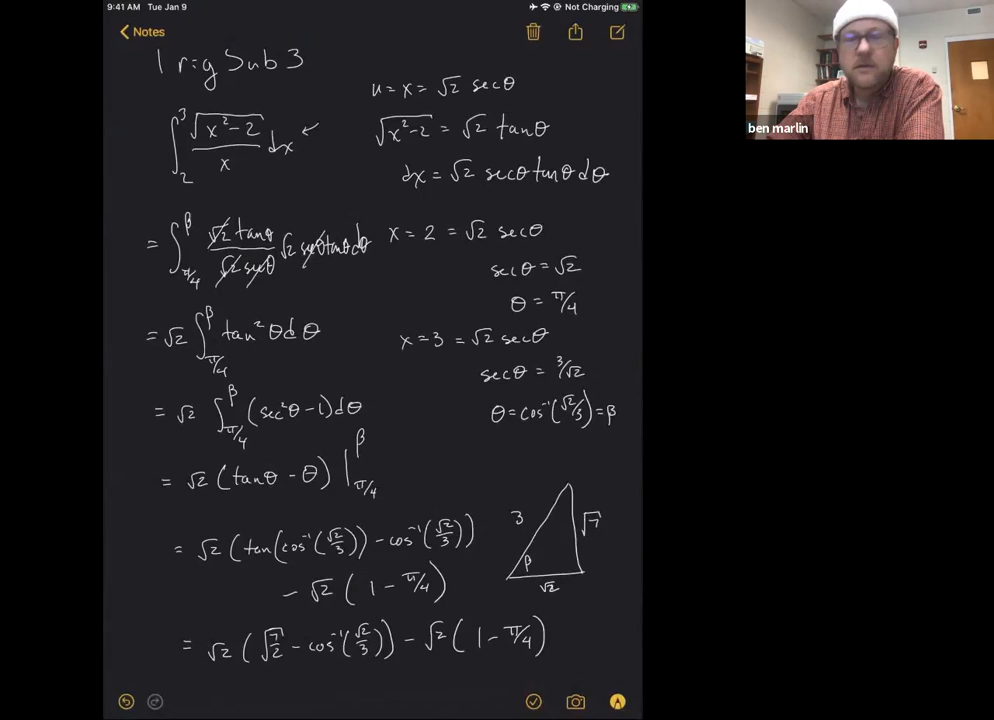 9:41 AM Tue Jan 9
Not Charging
Notes
Trig Sub 3
∫₂³ √(x²-2)/x dx ←
u = x = √2 secθ
√(x²-2) = √2 tanθ
dx = √2 secθ tanθ dθ
= ∫_{π/4}^β (√2 tanθ)/(√2 secθ) √2 secθ tanθ dθ
x = 2 = √2 secθ
secθ = √2
θ = π/4
= √2 ∫_{π/4}^β tan²θ dθ
x = 3 = √2 secθ
secθ = 3/√2
= √2 ∫_{π/4}^β (sec²θ - 1)dθ
θ = cos⁻¹(√2/3) = β
= √2 (tanθ - θ) |_{π/4}^β
3
√7
β
√2
= √2 (tan(cos⁻¹(√2/3)) - cos⁻¹(√2/3))
- √2 (1 - π/4)
= √2 (√(7/2) - cos⁻¹(√2/3)) - √2 (1 - π/4)
ben marlin